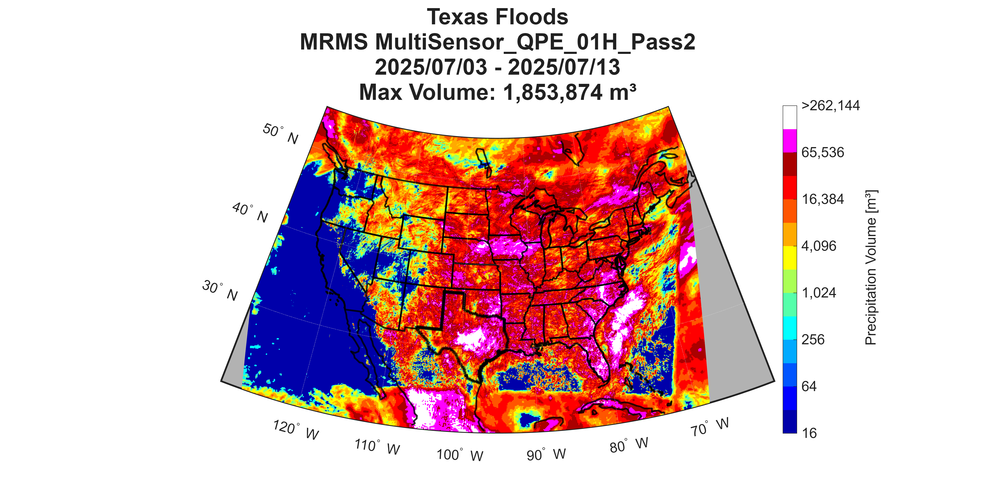 Texas Floods
MRMS MultiSensor_QPE_01H_Pass2
2025/07/03 - 2025/07/13
Max Volume: 1,853,874 m³
50° N
40° N
30° N
120° W
110° W
100° W
90° W
80° W
70° W
>262,144
65,536
16,384
4,096
1,024
256
64
16
Precipitation Volume [m³]